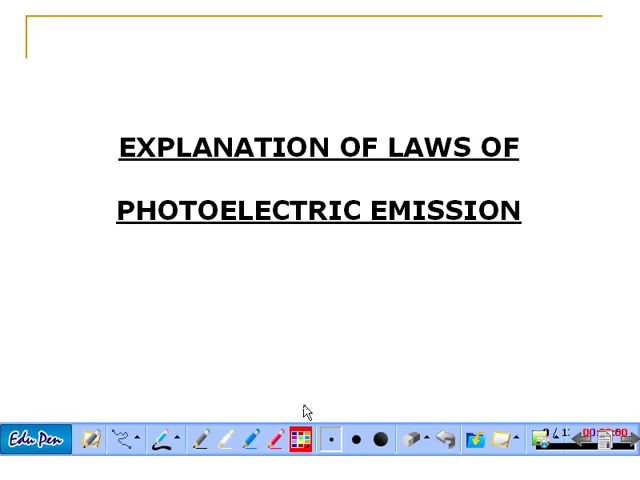 EXPLANATION OF LAWS OF
PHOTOELECTRIC EMISSION
Edu Pen